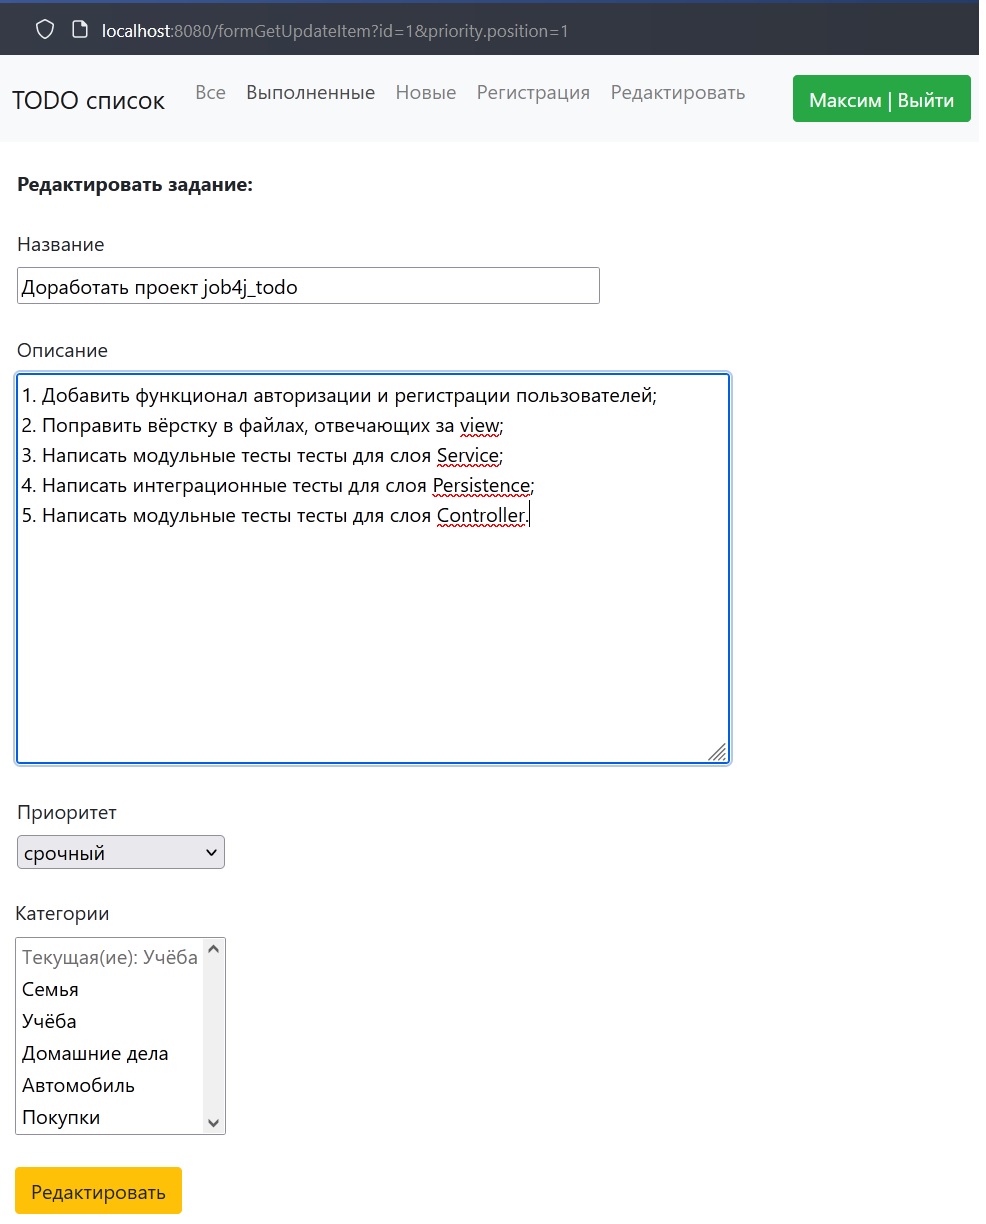 localhost:8080/formGetUpdateItem?id=1&priority.position=1
TODO список Все Выполненные Новые Регистрация Редактировать Максим | Выйти
Редактировать задание:
Название
Доработать проект job4j_todo
Описание
1. Добавить функционал авторизации и регистрации пользователей;
2. Поправить вёрстку в файлах, отвечающих за view;
3. Написать модульные тесты тесты для слоя Service;
4. Написать интеграционные тесты для слоя Persistence;
5. Написать модульные тесты тесты для слоя Controller.
Приоритет
срочный
Категории
Текущая(ие): Учёба
Семья
Учёба
Домашние дела
Автомобиль
Покупки
Редактировать